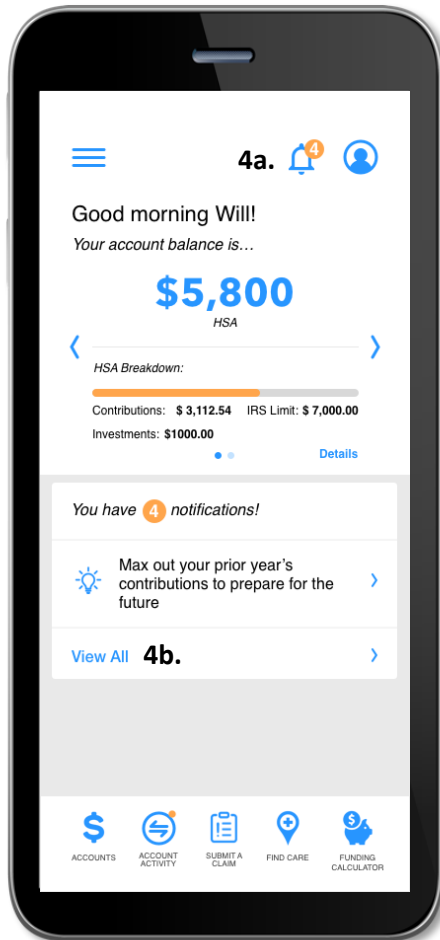 4a. 4
Good morning Will!
Your account balance is...
$5,800
HSA
HSA Breakdown:
Contributions: $ 3,112.54 IRS Limit: $ 7,000.00
Investments: $1000.00
Details
You have 4 notifications!
Max out your prior year's
contributions to prepare for the
future
View All 4b.
ACCOUNTS
ACCOUNT
ACTIVITY
SUBMIT A
CLAIM
FIND CARE
FUNDING
CALCULATOR